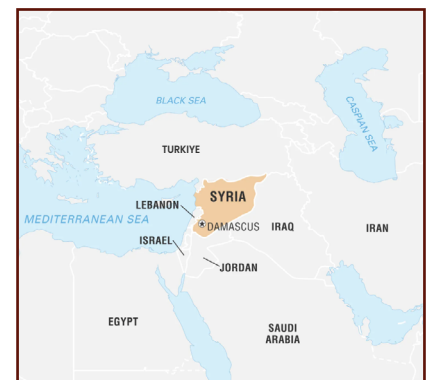 BLACK SEA
CASPIAN SEA
TURKIYE
SYRIA
LEBANON
MEDITERRANEAN SEA
DAMASCUS
IRAQ
IRAN
ISRAEL
JORDAN
EGYPT
SAUDI
ARABIA